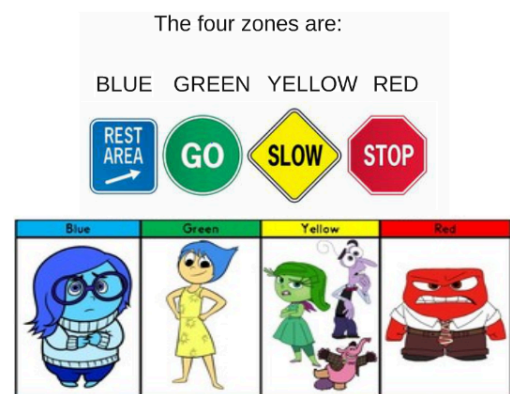 The four zones are:
BLUE GREEN YELLOW RED
REST
AREA
GO
SLOW
STOP
Blue Green Yellow Red